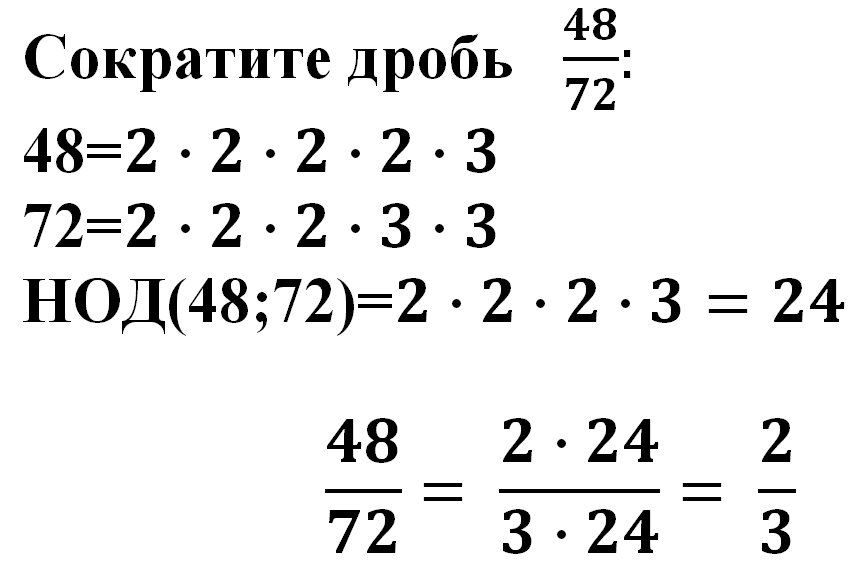 Сократите дробь 48/72:
48=2 · 2 · 2 · 2 · 3
72=2 · 2 · 2 · 3 · 3
НОД(48;72)=2 · 2 · 2 · 3 = 24
48/72 = 2 · 24/3 · 24 = 2/3